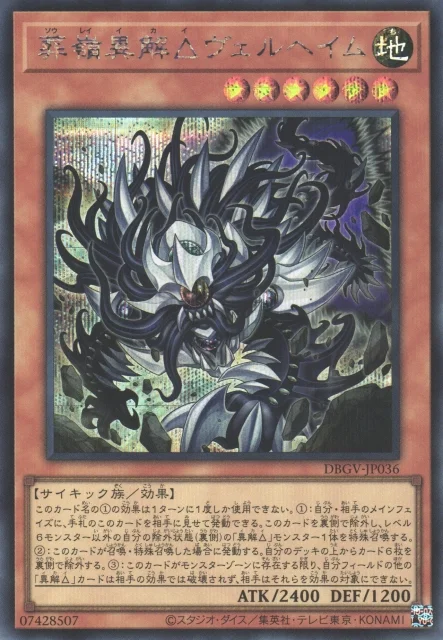 葬嶺異解△ヴェルヘイム
地
DBGV-JP036
【サイキック族／効果】
このカード名の①の効果は1ターンに1度しか使用できない。①：自分・相手のメインフェ
イズに、手札のこのカードを相手に見せて発動できる。このカードを裏側で除外し、レベル
6モンスター以外の自分の除外状態(裏側)の「異解△」モンスター1体を特殊召喚する。
②：このカードが召喚・特殊召喚した場合に発動する。自分のデッキの上からカード6枚を
裏側で除外する。③：このカードがモンスターゾーンに存在する限り、自分フィールドの他
の「異解△」カードは相手の効果では破壊されず、相手はそれらを効果の対象にできない。
ATK/2400 DEF/1200
07428507
©スタジオ・ダイス／集英社・テレビ東京・KONAMI